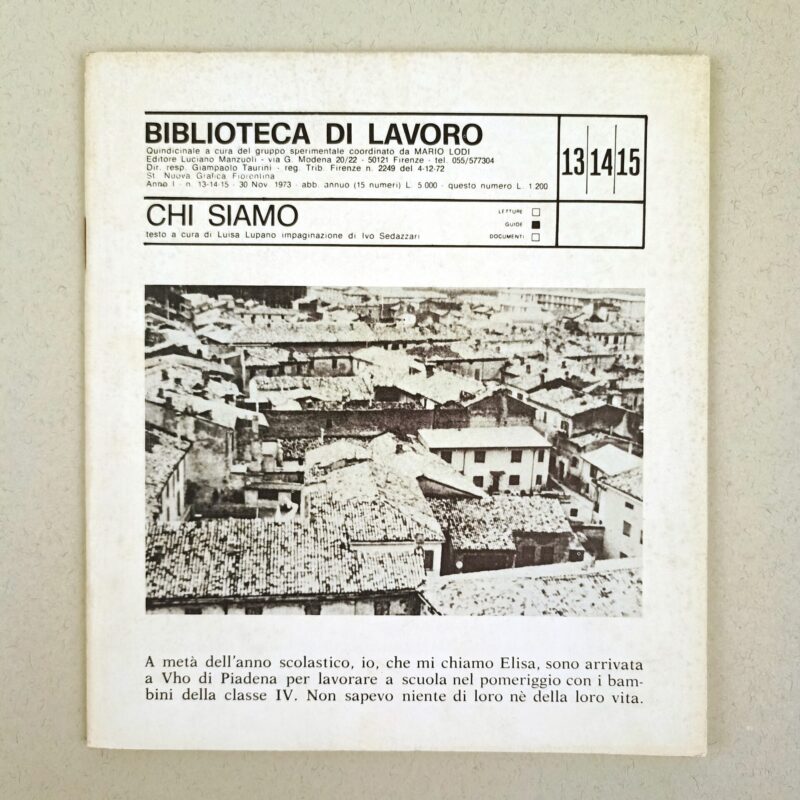 BIBLIOTECA DI LAVORO
Quindicinale a cura del gruppo sperimentale coordinato da MARIO LODI
Editore Luciano Manzuoli - via G. Modena 20/22 - 50121 Firenze - tel. 055/577304
Dir. resp. Giampaolo Taurini - reg. Trib. Firenze n. 2249 del 4-12-72
St. Nuova Grafica Fiorentina
Anno I - n. 13-14-15 - 30 Nov. 1973 - abb. annuo (15 numeri) L. 5.000 - questo numero L. 1.200
13 14 15
CHI SIAMO
testo a cura di Luisa Lupano impaginazione di Ivo Sedazzari
LETTURE
GUIDE
DOCUMENTI
A metà dell'anno scolastico, io, che mi chiamo Elisa, sono arrivata
a Vho di Piadena per lavorare a scuola nel pomeriggio con i bam-
bini della classe IV. Non sapevo niente di loro nè della loro vita.